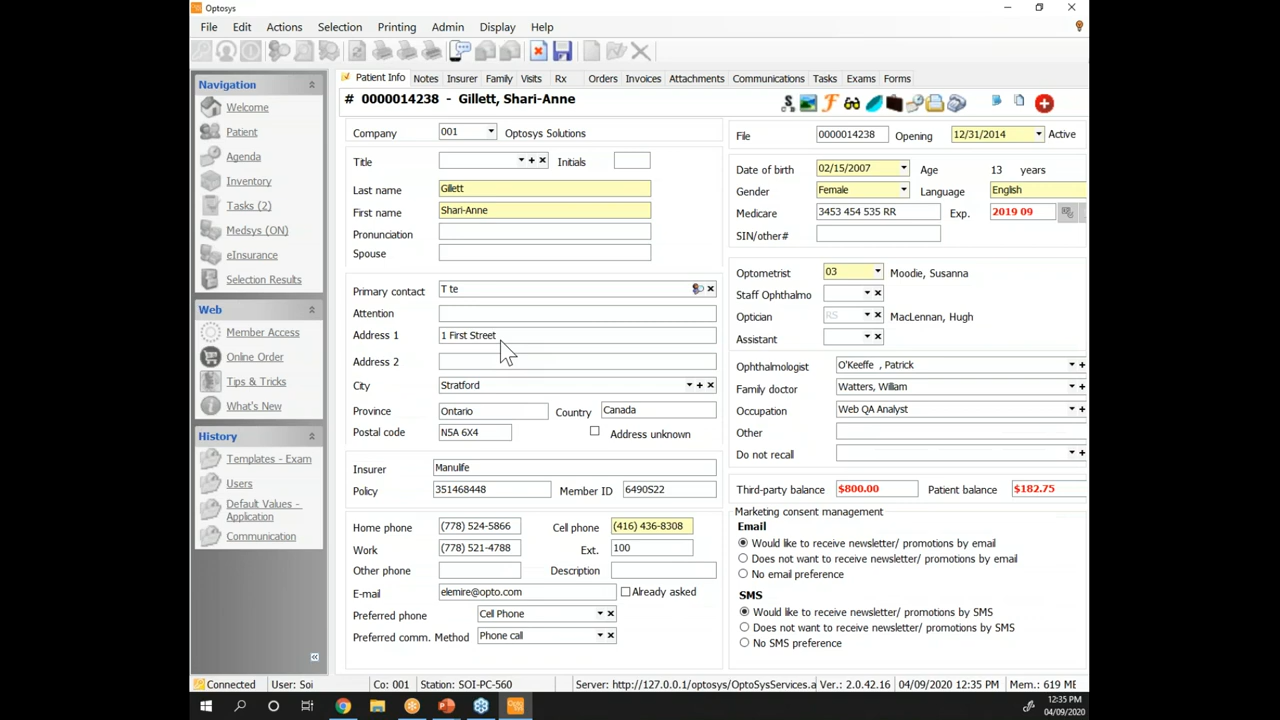 Optosys
File Edit Actions Selection Printing Admin Display Help
Navigation
Welcome
Patient
Agenda
Inventory
Tasks (2)
Medsys (ON)
eInsurance
Selection Results
Web
Member Access
Online Order
Tips & Tricks
What's New
History
Templates - Exam
Users
Default Values -
Application
Communication
Patient Info Notes Insurer Family Visits Rx Orders Invoices Attachments Communications Tasks Exams Forms
# 0000014238 - Gillett, Shari-Anne
Company 001 Optosys Solutions
Title Initials
Last name Gillett
First name Shari-Anne
Pronunciation
Spouse
Primary contact T te
Attention
Address 1 1 First Street
Address 2
City Stratford
Province Ontario Country Canada
Postal code N5A 6X4 Address unknown
Insurer Manulife
Policy 351468448 Member ID 6490S22
Home phone (778) 524-5866 Cell phone (416) 436-8308
Work (778) 521-4788 Ext. 100
Other phone Description
E-mail elemire@opto.com Already asked
Preferred phone Cell Phone
Preferred comm. Method Phone call
File 0000014238 Opening 12/31/2014 Active
Date of birth 02/15/2007 Age 13 years
Gender Female Language English
Medicare 3453 454 535 RR Exp. 2019 09
SIN/other#
Optometrist 03 Moodie, Susanna
Staff Ophthalmo
Optician RS MacLennan, Hugh
Assistant
Ophthalmologist O'Keeffe , Patrick
Family doctor Watters, William
Occupation Web QA Analyst
Other
Do not recall
Third-party balance $800.00 Patient balance $182.75
Marketing consent management
Email
Would like to receive newsletter/ promotions by email
Does not want to receive newsletter/ promotions by email
No email preference
SMS
Would like to receive newsletter/ promotions by SMS
Does not want to receive newsletter/ promotions by SMS
No SMS preference
Connected User: Soi Co: 001 Station: SOI-PC-560 Server: http://127.0.0.1/optosys/OptoSysServices.a Ver.: 2.0.42.16 04/09/2020 12:35 PM Mem.: 619 ME
12:35 PM
04/09/2020